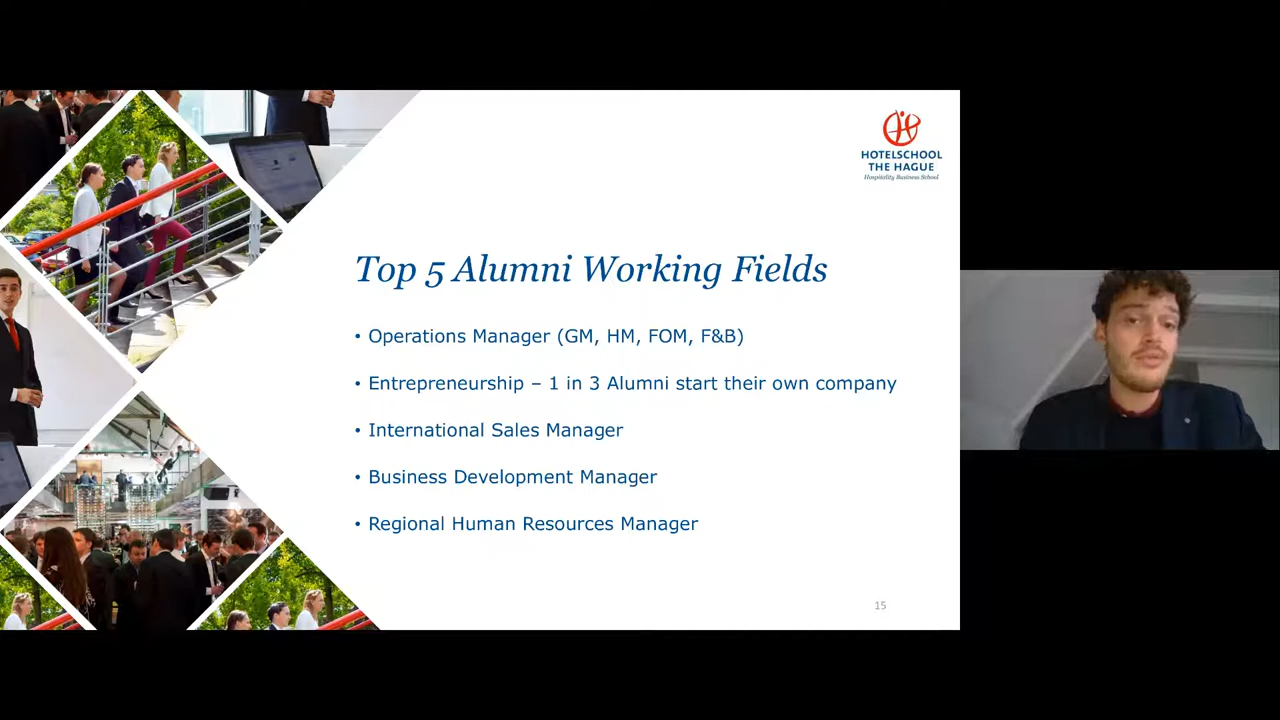 HOTELSCHOOL
THE HAGUE
Hospitality Business School
Top 5 Alumni Working Fields
• Operations Manager (GM, HM, FOM, F&B)
• Entrepreneurship – 1 in 3 Alumni start their own company
• International Sales Manager
• Business Development Manager
• Regional Human Resources Manager
15